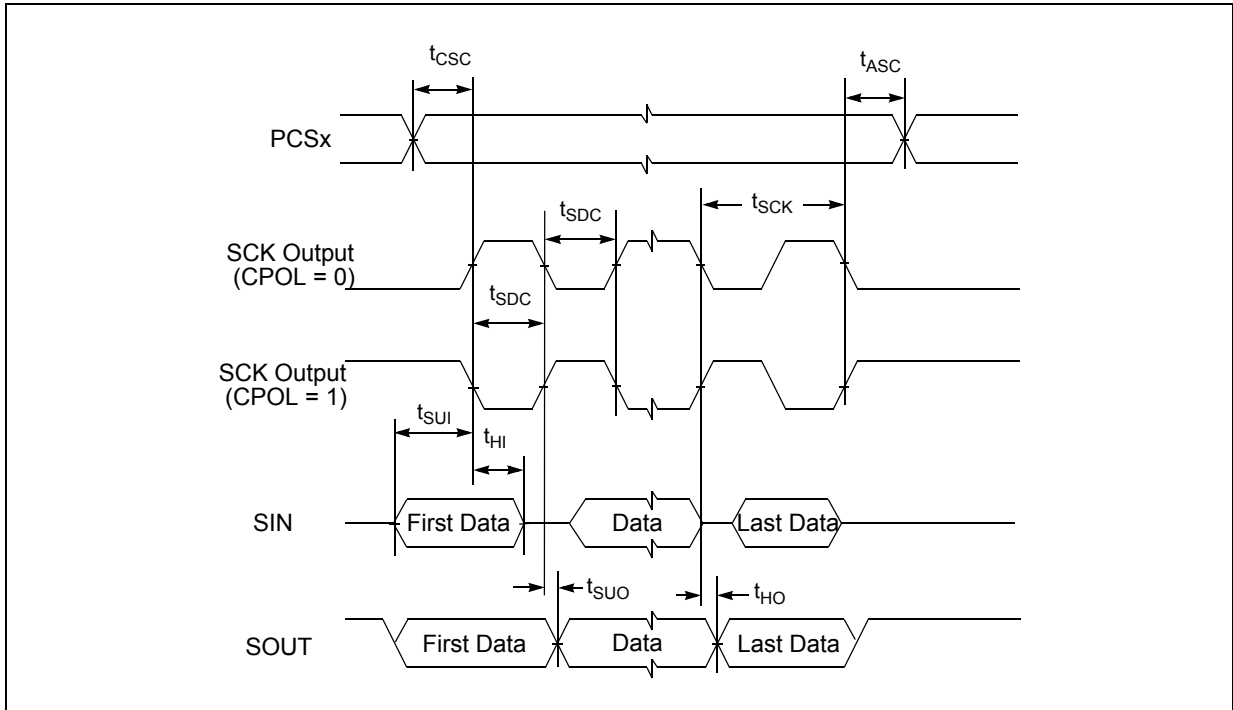 tCSC
tASC
PCSx
tSCK
tSDC
SCK Output
(CPOL = 0)
tSDC
SCK Output
(CPOL = 1)
tSUI
tHI
SIN
First Data
Data
Last Data
tSUO
tHO
SOUT
First Data
Data
Last Data